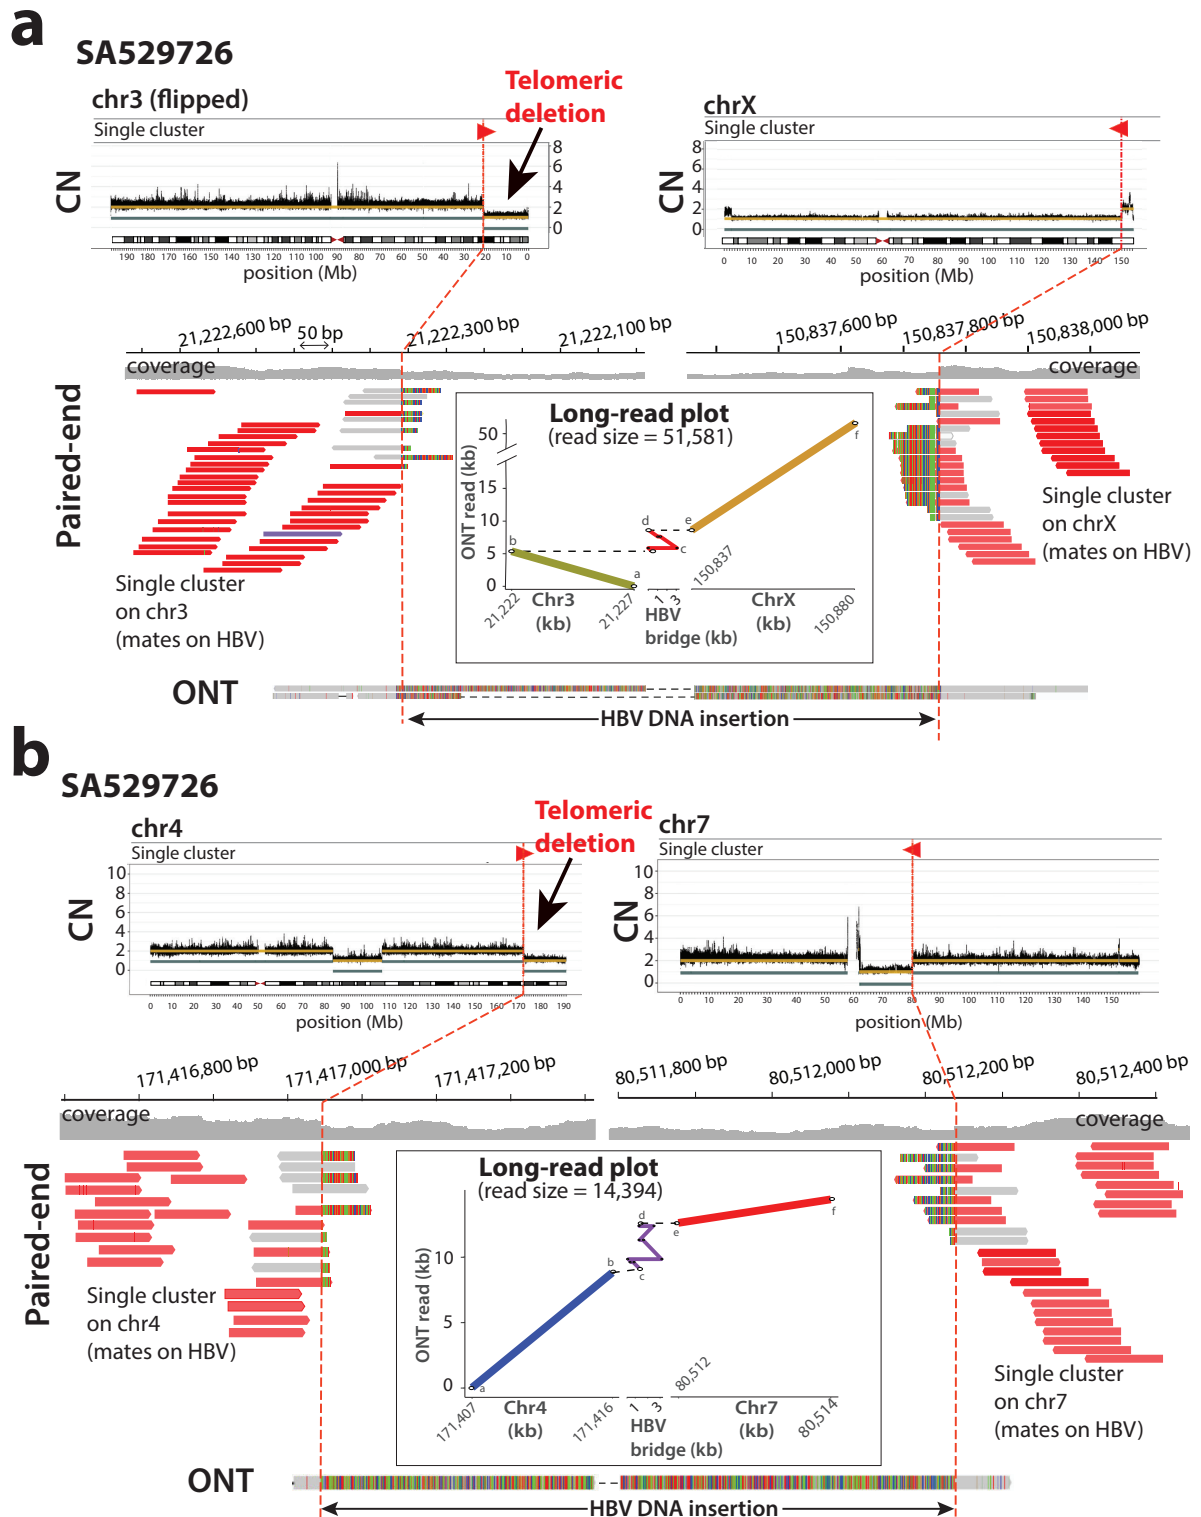 a
SA529726
chr3 (flipped)
Single cluster
Telomeric
deletion
chrX
Single cluster
CN
8
6
4
2
0
190 180 170 160 150 140 130 120 110 100 90 80 70 60 50 40 30 20 10 0
position (Mb)
CN
8
6
4
2
0
0 10 20 30 40 50 60 70 80 90 100 110 120 130 140 150
position (Mb)
21,222,600 bp
50 bp
21,222,300 bp
21,222,100 bp
150,837,600 bp
150,837,800 bp
150,838,000 bp
coverage
coverage
Paired-end
Single cluster
on chr3
(mates on HBV)
Long-read plot
(read size = 51,581)
ONT read (kb)
50
15
10
5
0
b
a
d
c
e
f
21,222
Chr3
(kb)
21,227
1 3
HBV
bridge (kb)
150,837
ChrX
(kb)
150,880
Single cluster
on chrX
(mates on HBV)
ONT
HBV DNA insertion
b
SA529726
chr4
Single cluster
Telomeric
deletion
chr7
Single cluster
CN
10
8
6
4
2
0
0 10 20 30 40 50 60 70 80 90 100 110 120 130 140 150 160 170 180 190
position (Mb)
CN
10
8
6
4
2
0
0 10 20 30 40 50 60 70 80 90 100 110 120 130 140 150
position (Mb)
171,416,800 bp
171,417,000 bp
171,417,200 bp
80,511,800 bp
80,512,000 bp
80,512,200 bp
80,512,400 bp
coverage
coverage
Paired-end
Single cluster
on chr4
(mates on HBV)
Long-read plot
(read size = 14,394)
ONT read (kb)
10
5
0
a
b
c
d
e
f
171,407
Chr4
(kb)
171,416
1 3
HBV
bridge (kb)
80,512
Chr7
(kb)
80,514
Single cluster
on chr7
(mates on HBV)
ONT
HBV DNA insertion